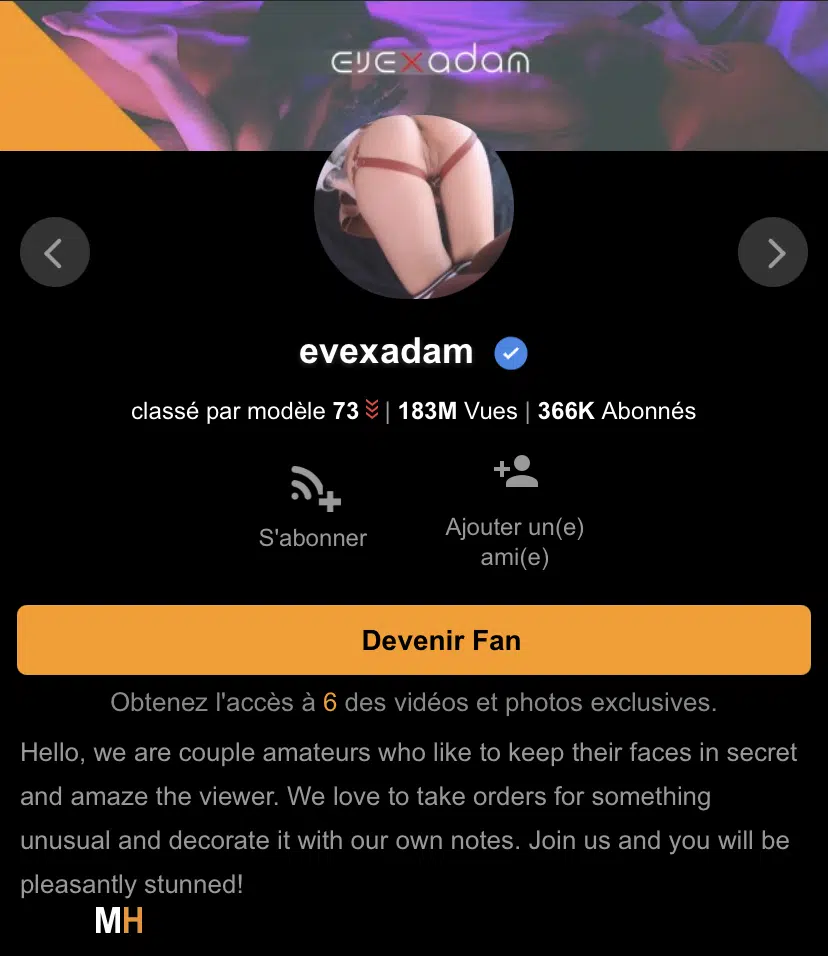 evexadam
evexadam
classé par modèle 73 | 183M Vues | 366K Abonnés
S'abonner
Ajouter un(e)
ami(e)
Devenir Fan
Obtenez l'accès à 6 des vidéos et photos exclusives.
Hello, we are couple amateurs who like to keep their faces in secret
and amaze the viewer. We love to take orders for something
unusual and decorate it with our own notes. Join us and you will be
pleasantly stunned!
MH